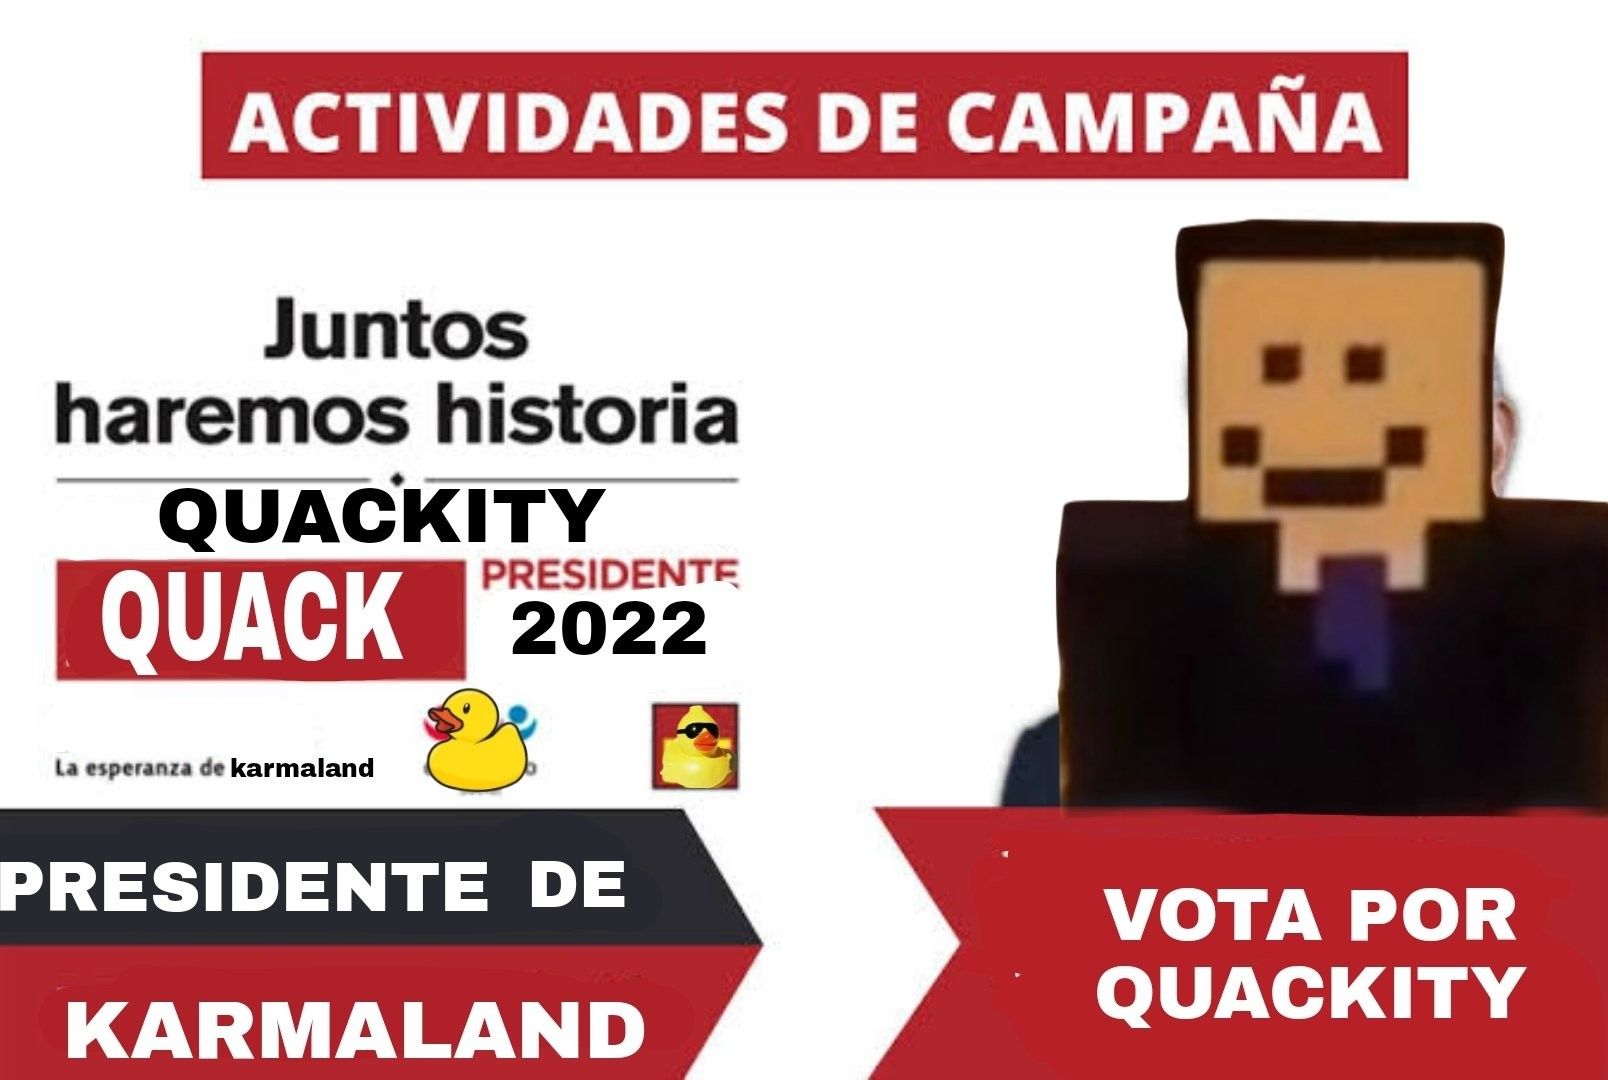 ACTIVIDADES DE CAMPAÑA
Juntos
haremos historia
QUACKITY
QUACK
PRESIDENTE
2022
La esperanza de karmaland
PRESIDENTE DE
KARMALAND
VOTA POR
QUACKITY